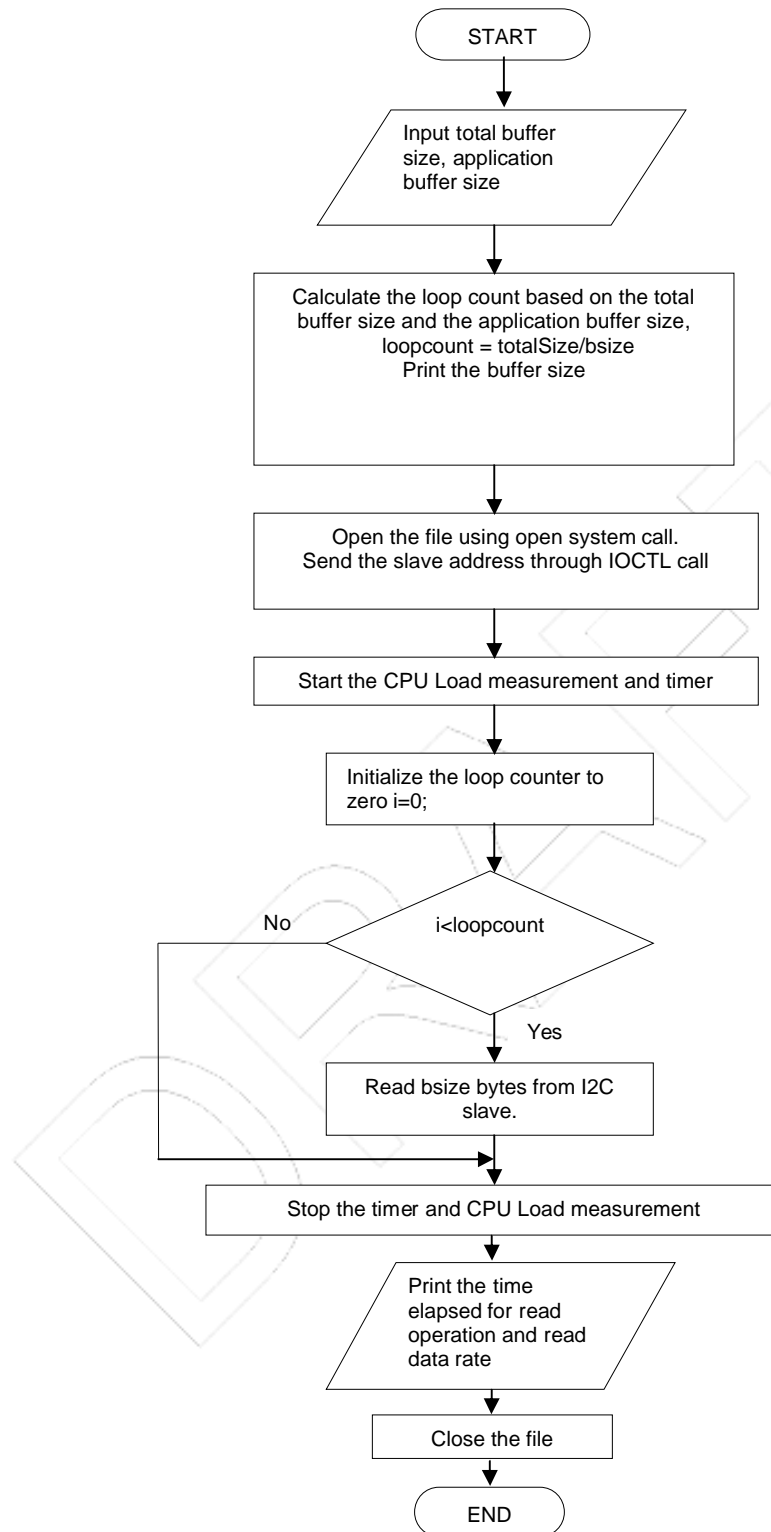 START
Input total buffer
size, application
buffer size
Calculate the loop count based on the total
buffer size and the application buffer size,
loopcount = totalSize/bsize
Print the buffer size
Open the file using open system call.
Send the slave address through IOCTL call
Start the CPU Load measurement and timer
Initialize the loop counter to
zero i=0;
i<loopcount
No
Yes
Read bsize bytes from I2C
slave.
Stop the timer and CPU Load measurement
Print the time
elapsed for read
operation and read
data rate
Close the file
END